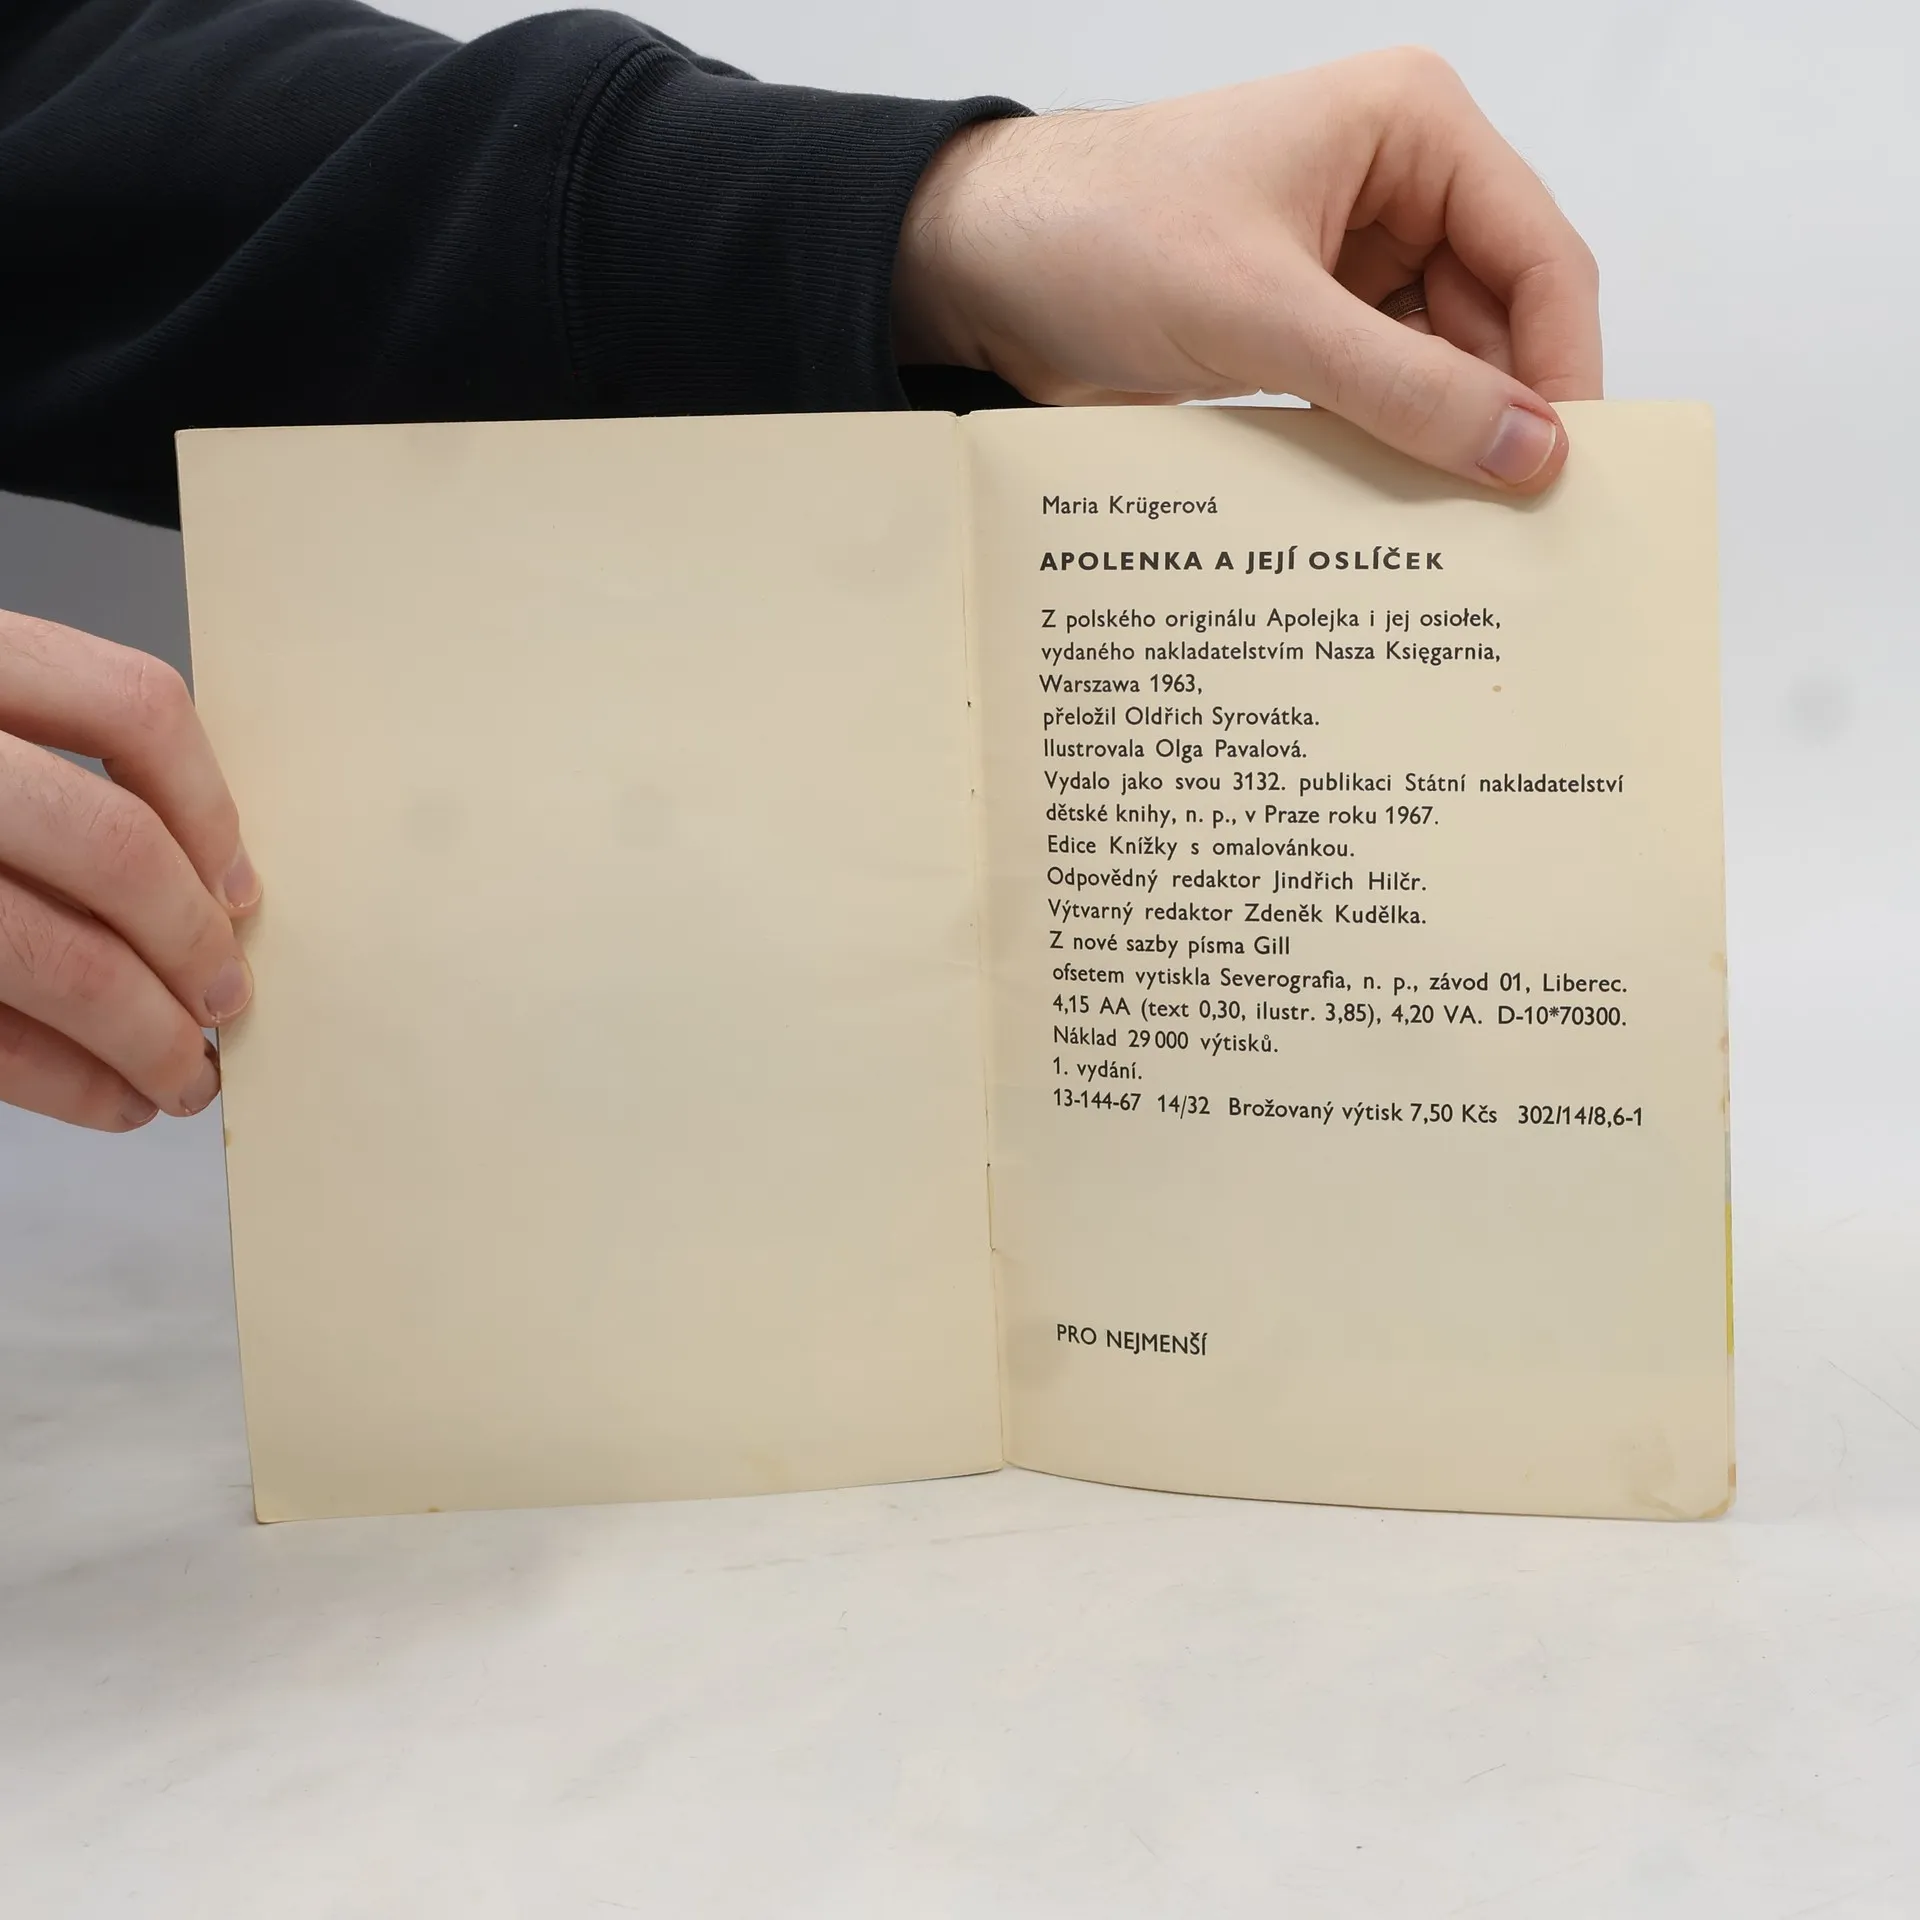 Maria Krügerová
APOLENKA A JEJÍ OSLÍČEK
Z polského originálu Apolejka i jej osiołek,
vydaného nakladatelstvím Nasza Księgarnia,
Warszawa 1963,
přeložil Oldřich Syrovátka.
Ilustrovala Olga Pavalová.
Vydalo jako svou 3132. publikaci Státní nakladatelství
dětské knihy, n. p., v Praze roku 1967.
Edice Knížky s omalovánkou.
Odpovědný redaktor Jindřich Hilčr.
Výtvarný redaktor Zdeněk Kudělka.
Z nové sazby písma Gill
ofsetem vytiskla Severografia, n. p., závod 01, Liberec.
4,15 AA (text 0,30, ilustr. 3,85), 4,20 VA. D-10*70300.
Náklad 29 000 výtisků.
1. vydání.
13-144-67 14/32 Brožovaný výtisk 7,50 Kčs 302/14/8,6-1
PRO NEJMENŠÍ